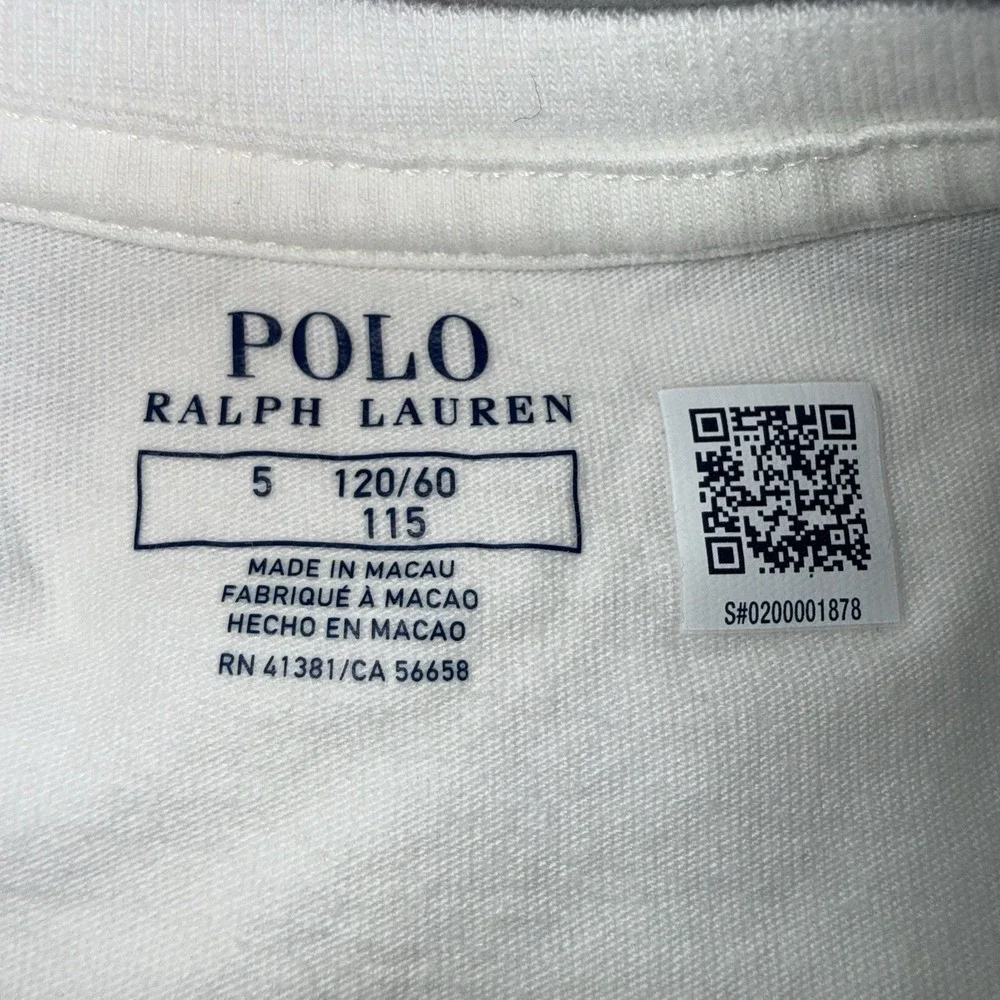 POLO
RALPH LAUREN
5 120/60
115
MADE IN MACAU
FABRIQUÉ À MACAO
HECHO EN MACAO
RN 41381/CA 56658
S#0200001878